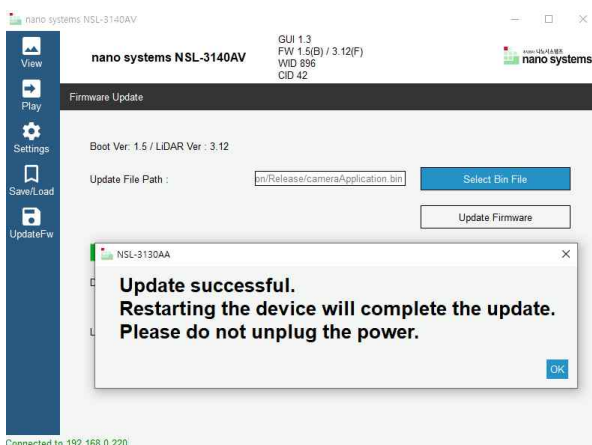 nano systems NSL-3140AV
View
Play
Settings
Save/Load
UpdateFw
nano systems NSL-3140AV
GUI 1.3
FW 1.5(B) / 3.12(F)
WID 896
CID 42
nano systems
Firmware Update
Boot Ver: 1.5 / LiDAR Ver : 3.12
Update File Path :
on/Release/cameraApplication.bin
Select Bin File
Update Firmware
NSL-3130AA
Update successful.
Restarting the device will complete the update.
Please do not unplug the power.
OK
Connected to 192.168.0.220